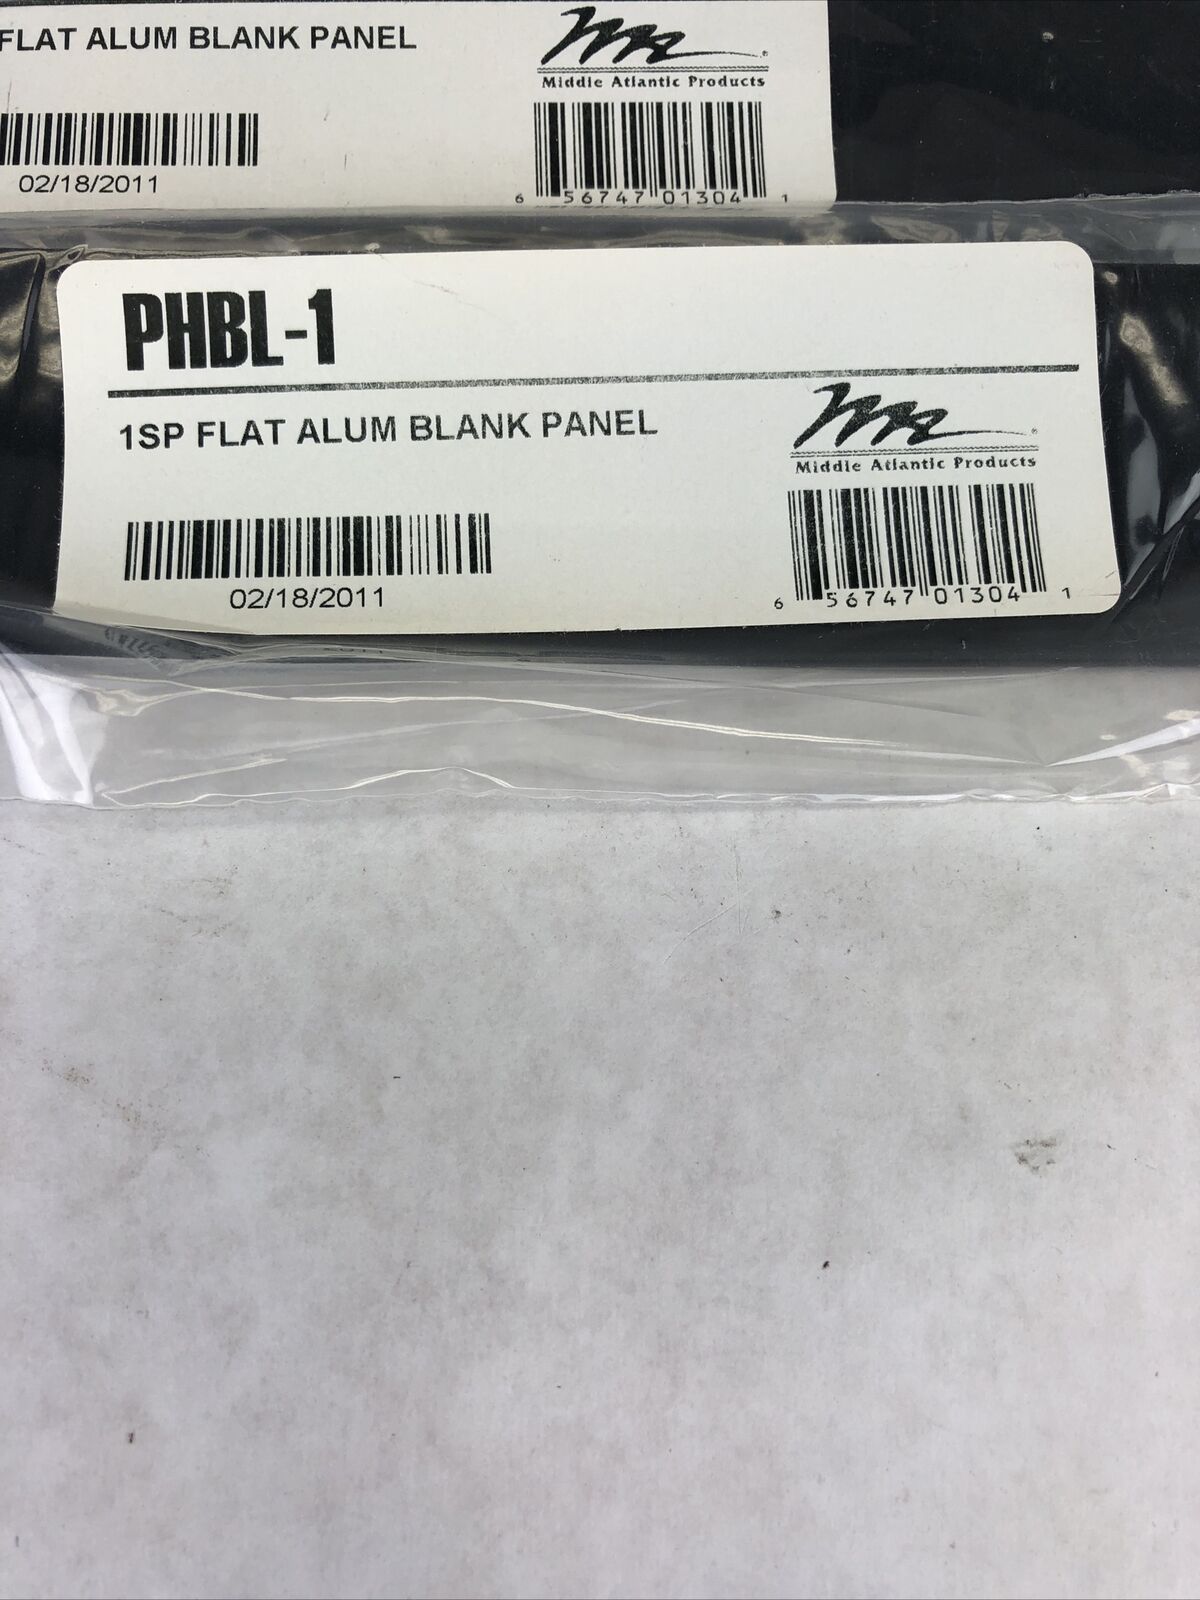 FLAT ALUM BLANK PANEL
Middle Atlantic Products
02/18/2011
6 56747 01304 1
PHBL-1
1SP FLAT ALUM BLANK PANEL
Middle Atlantic Products
02/18/2011
6 56747 01304 1